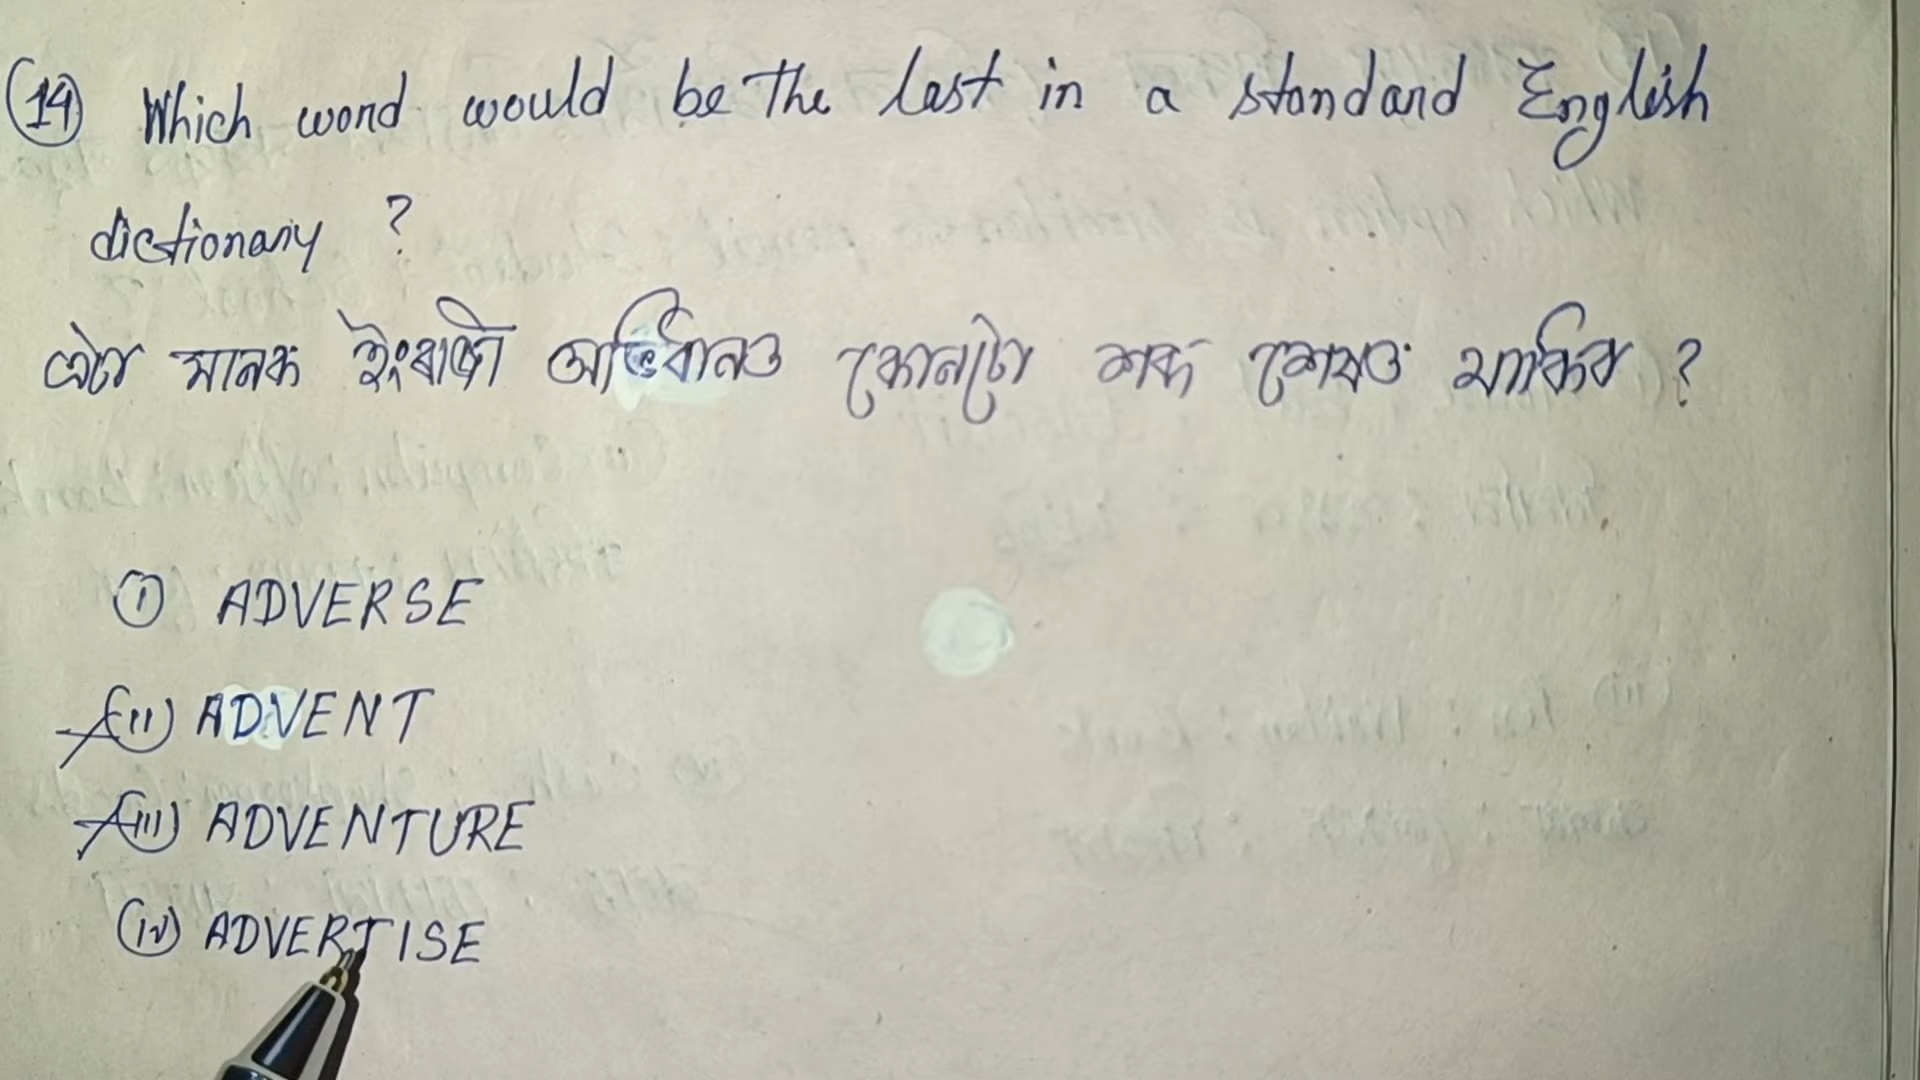 (14) Which word would be the last in a standard English
dictionary ?
এটা মানক ইংৰাজী অভিধানত কোনটো শব্দ শেষত থাকিব ?
(i) ADVERSE
(ii) ADVENT
(iii) ADVENTURE
(iv) ADVERTISE